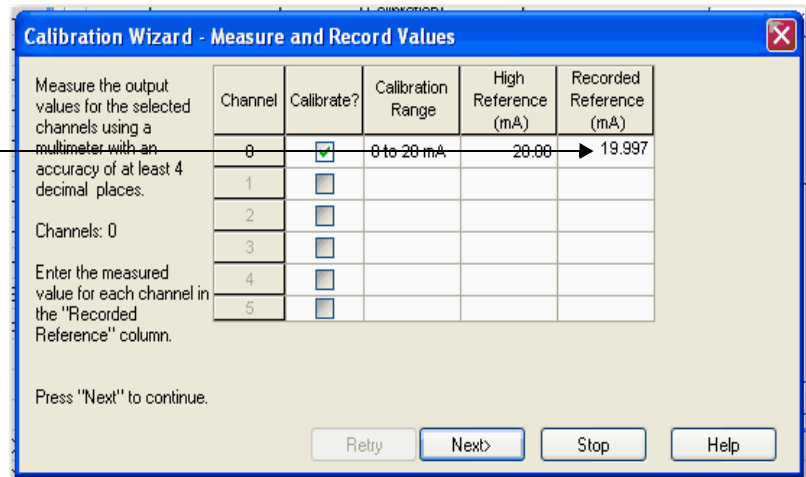 Calibration Wizard - Measure and Record Values
Measure the output
values for the selected
channels using a
multimeter with an
accuracy of at least 4
decimal places.
Channels: 0
Enter the measured
value for each channel in
the "Recorded
Reference" column.
Press "Next" to continue.
Channel Calibrate? Calibration Range High Reference (mA) Recorded Reference (mA)
0 0 to 20 mA 20.00 19.997
1
2
3
4
5
Retry Next> Stop Help